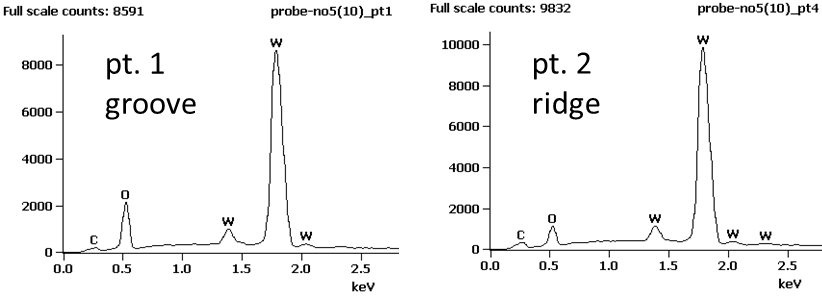 Full scale counts: 8591 probe-no5(10)_pt1
pt. 1
groove
8000
6000
4000
2000
0
C O W W W
0.0 0.5 1.0 1.5 2.0 2.5
keV
Full scale counts: 9832 probe-no5(10)_pt4
pt. 2
ridge
10000
8000
6000
4000
2000
0
C O W W W W
0.0 0.5 1.0 1.5 2.0 2.5
keV